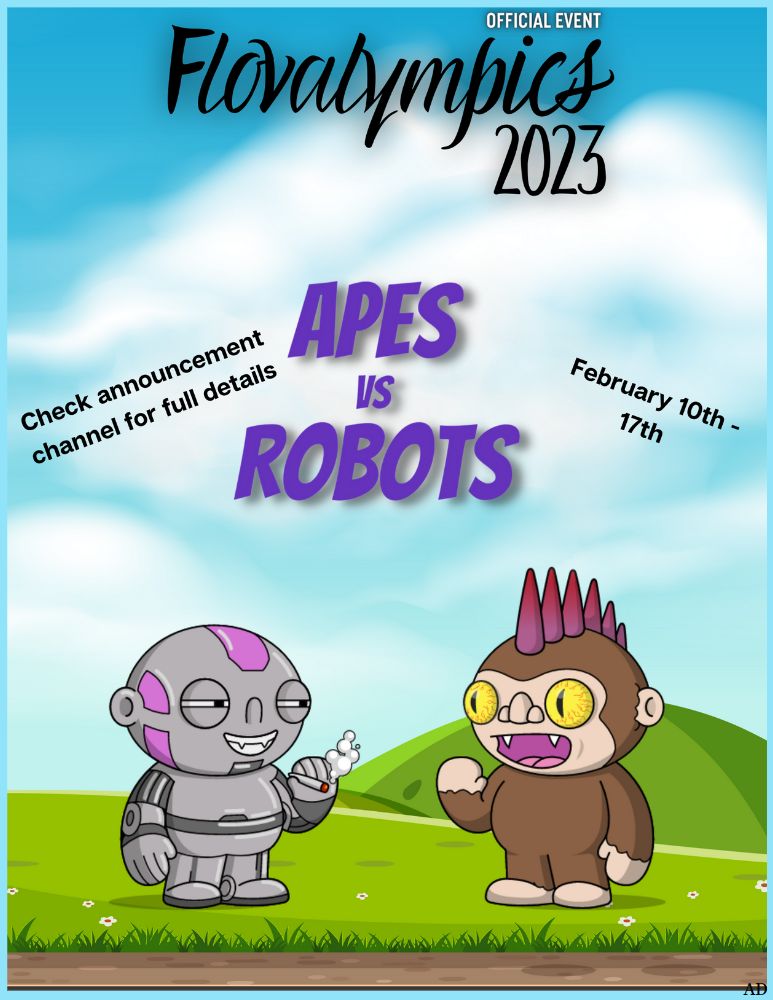 OFFICIAL EVENT
Flovalympics
2023
APES
VS
ROBOTS
Check announcement
channel for full details
February 10th -
17th
AD